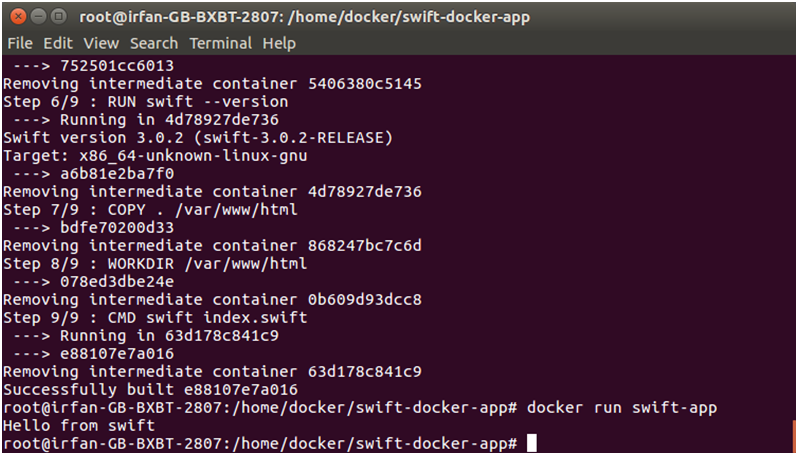 root@irfan-GB-BXBT-2807: /home/docker/swift-docker-app
File Edit View Search Terminal Help
---> 752501cc6013
Removing intermediate container 5406380c5145
Step 6/9 : RUN swift --version
---> Running in 4d78927de736
Swift version 3.0.2 (swift-3.0.2-RELEASE)
Target: x86_64-unknown-linux-gnu
---> a6b81e2ba7f0
Removing intermediate container 4d78927de736
Step 7/9 : COPY . /var/www/html
---> bdfe70200d33
Removing intermediate container 868247bc7c6d
Step 8/9 : WORKDIR /var/www/html
---> 078ed3dbe24e
Removing intermediate container 0b609d93dcc8
Step 9/9 : CMD swift index.swift
---> Running in 63d178c841c9
---> e88107e7a016
Removing intermediate container 63d178c841c9
Successfully built e88107e7a016
root@irfan-GB-BXBT-2807:/home/docker/swift-docker-app# docker run swift-app
Hello from swift
root@irfan-GB-BXBT-2807:/home/docker/swift-docker-app#